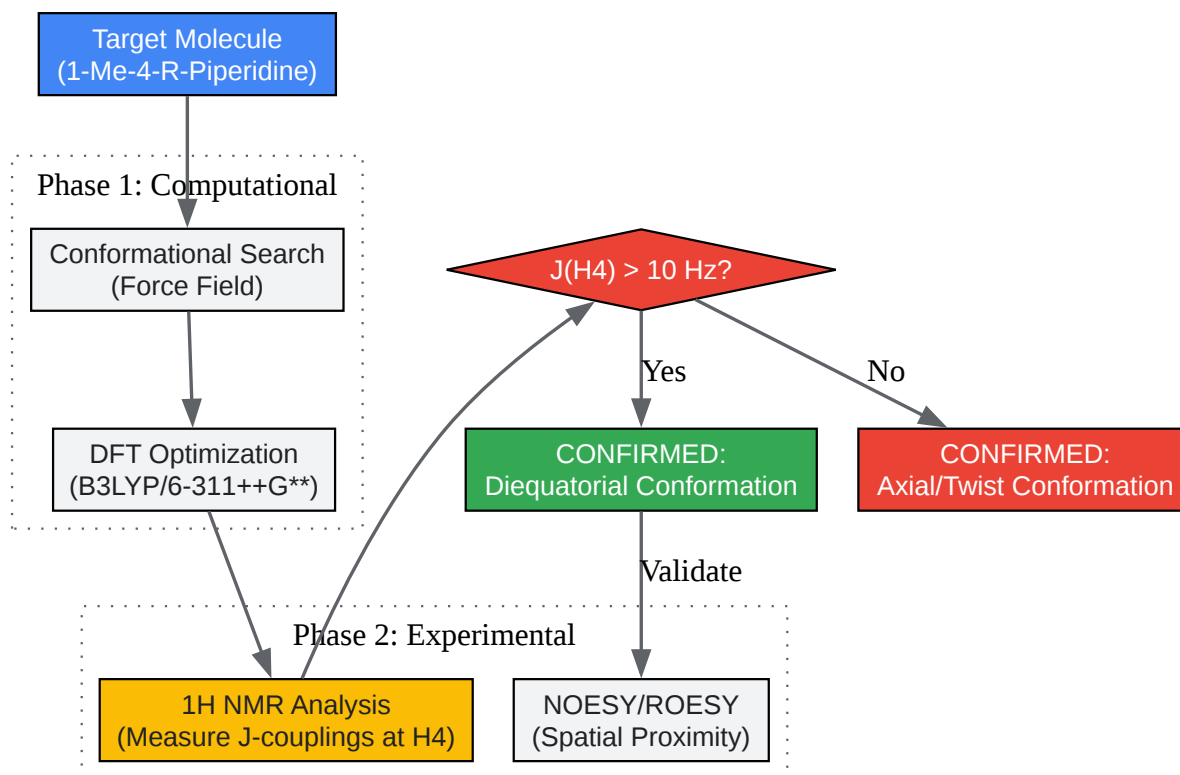 Target Molecule
(1-Me-4-R-Piperidine)
Phase 1: Computational
Conformational Search
(Force Field)
J(H4) > 10 Hz?
Yes
No
DFT Optimization
(B3LYP/6-311++G**)
CONFIRMED:
Diequatorial Conformation
CONFIRMED:
Axial/Twist Conformation
Validate
Phase 2: Experimental
1H NMR Analysis
(Measure J-couplings at H4)
NOESY/ROESY
(Spatial Proximity)